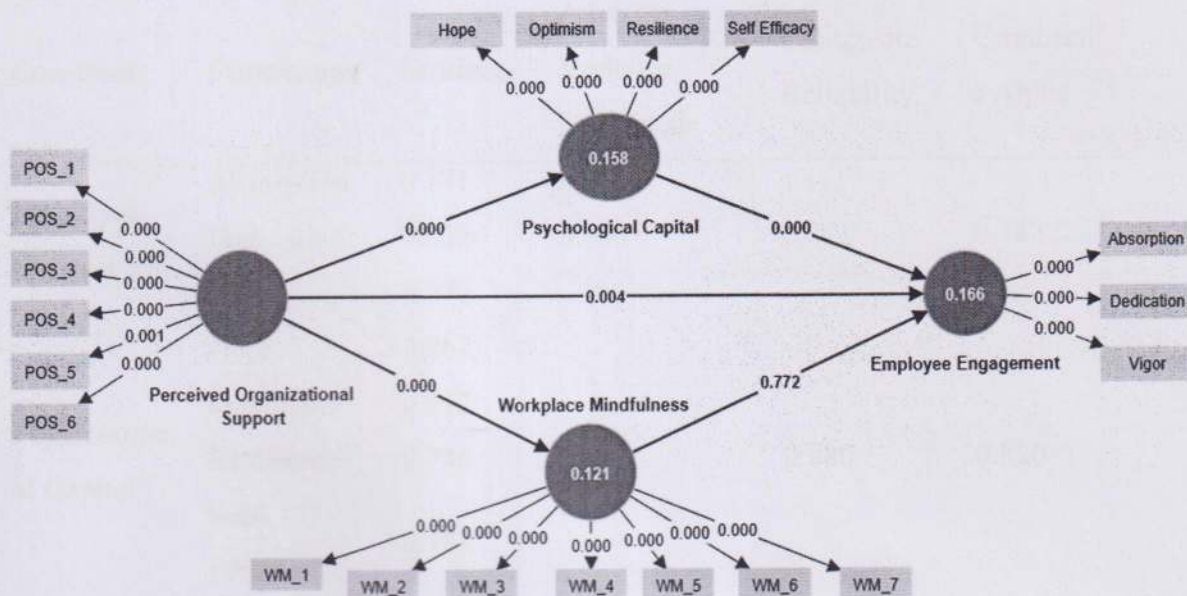 Hope
Optimism
Resilience
Self Efficacy
0.000
0.000
0.000
0.000
0.158
Psychological Capital
POS_1
POS_2
POS_3
POS_4
POS_5
POS_6
0.000
0.000
0.000
0.000
0.001
0.000
Perceived Organizational
Support
0.000
0.000
0.004
0.166
Employee Engagement
0.000
0.000
0.000
Absorption
Dedication
Vigor
0.000
0.772
Workplace Mindfulness
0.121
0.000
0.000
0.000
0.000
0.000
0.000
0.000
WM_1
WM_2
WM_3
WM_4
WM_5
WM_6
WM_7